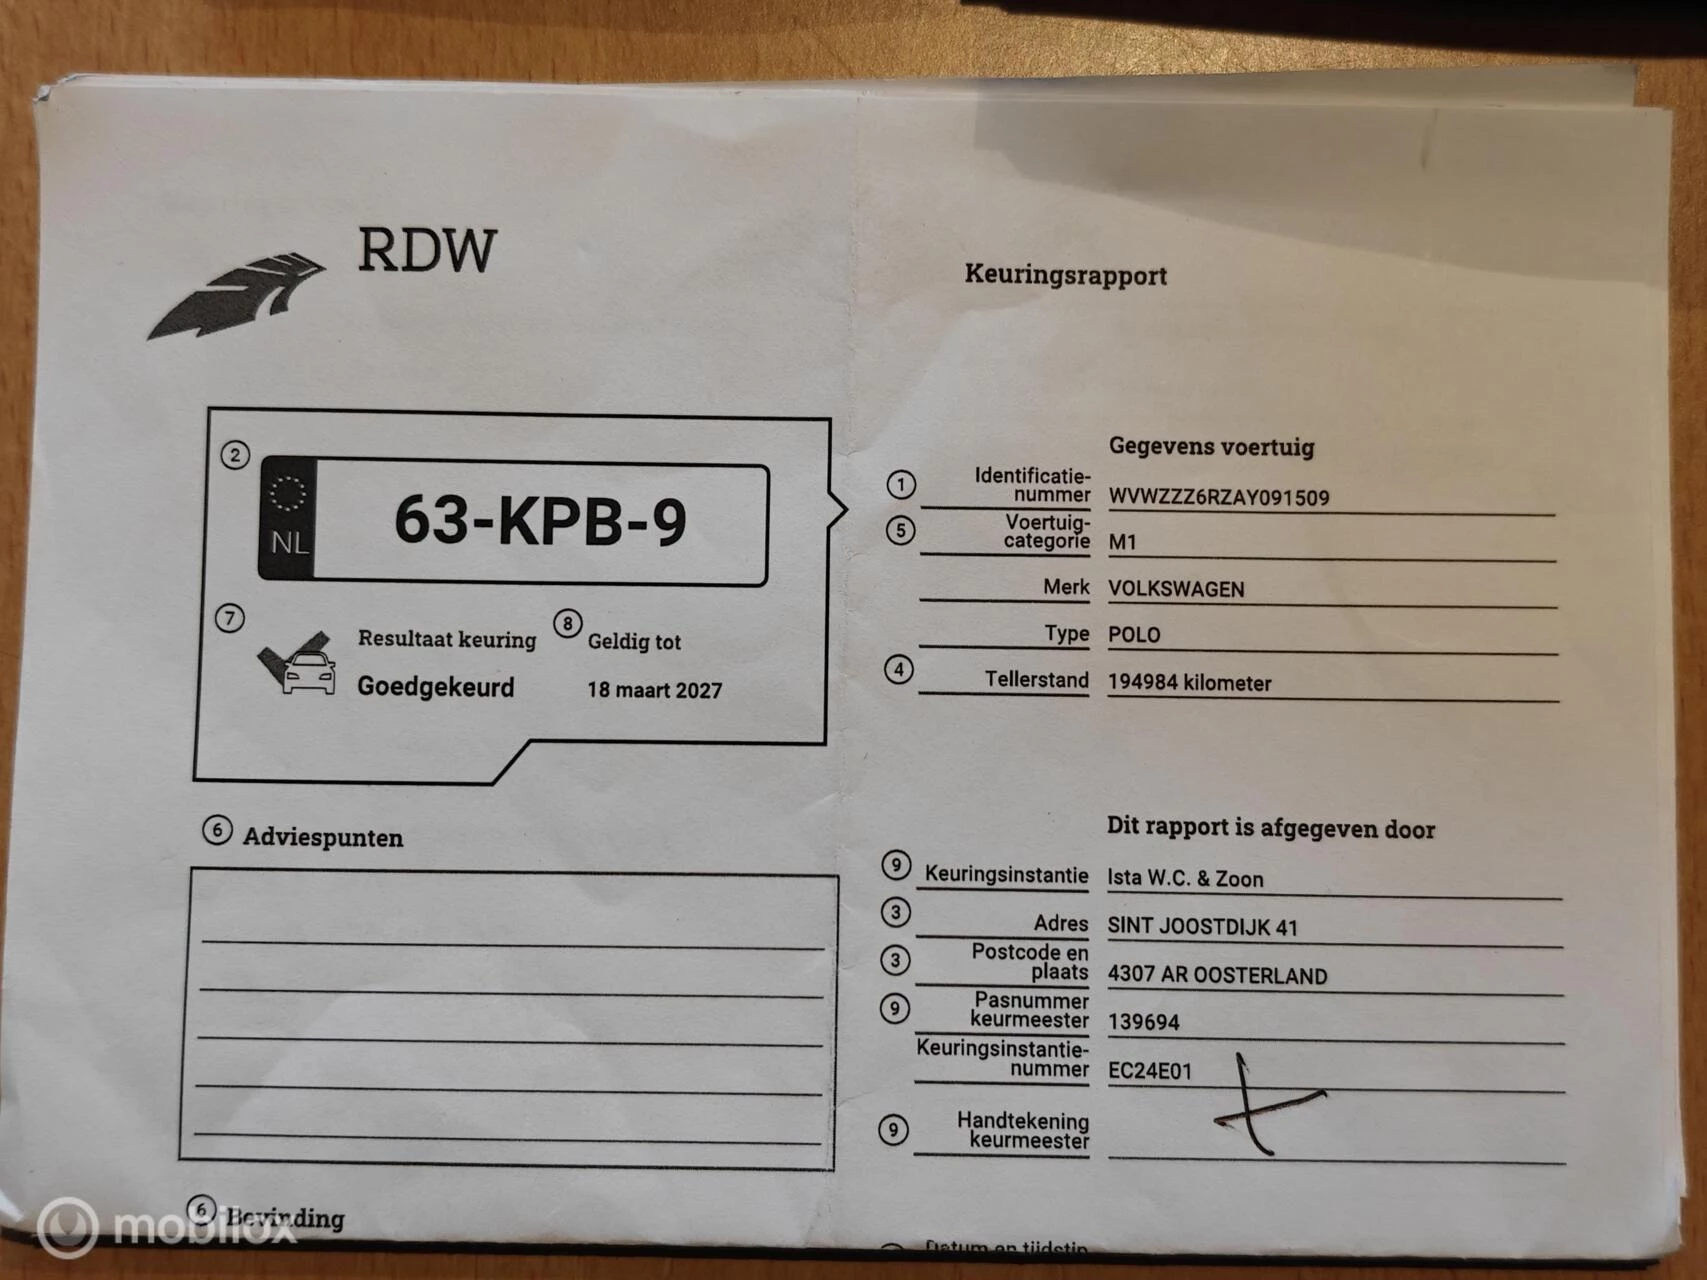 RDW
Keuringsrapport
2
NL
63-KPB-9
7
Resultaat keuring
8
Geldig tot
Goedgekeurd
18 maart 2027
6 Adviespunten
6 Bevinding
Gegevens voertuig
1 Identificatie-
nummer WVWZZZ6RZAY091509
5 Voertuig-
categorie M1
Merk VOLKSWAGEN
Type POLO
4 Tellerstand 194984 kilometer
Dit rapport is afgegeven door
9 Keuringsinstantie Ista W.C. & Zoon
3 Adres SINT JOOSTDIJK 41
3 Postcode en
plaats 4307 AR OOSTERLAND
9 Pasnummer
keurmeester 139694
Keuringsinstantie-
nummer EC24E01
9 Handtekening
keurmeester
Datum en tijdstip
mobilox